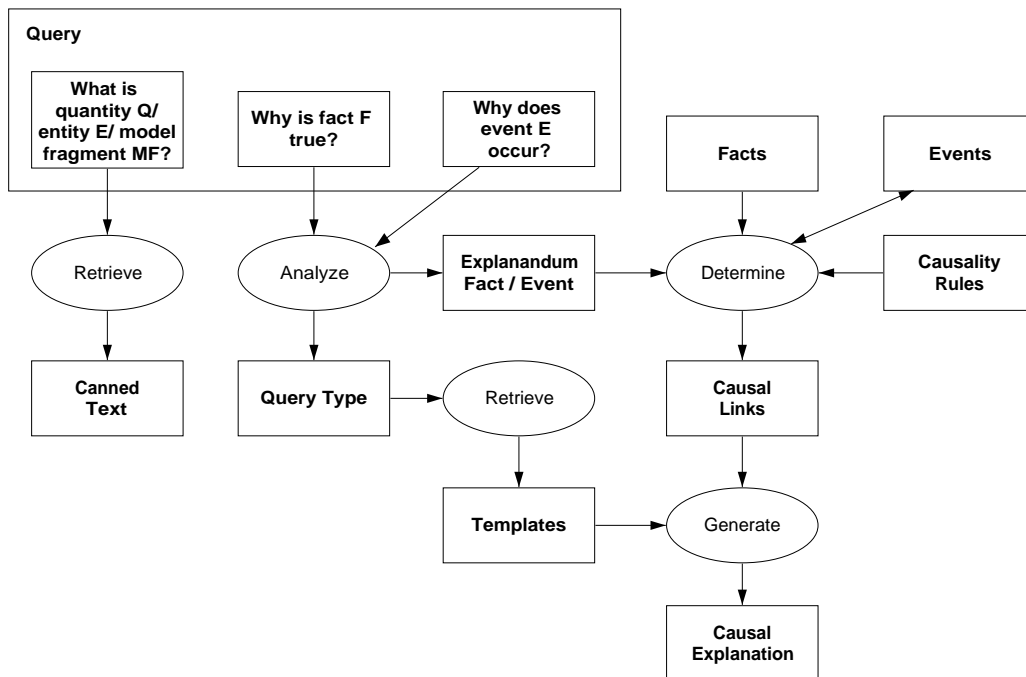 Query
What is
quantity Q/
entity E/ model
fragment MF?
Why is fact F
true?
Why does
event E
occur?
Facts
Events
Retrieve
Analyze
Explanandum
Fact / Event
Determine
Causality
Rules
Canned
Text
Query Type
Retrieve
Causal
Links
Templates
Generate
Causal
Explanation